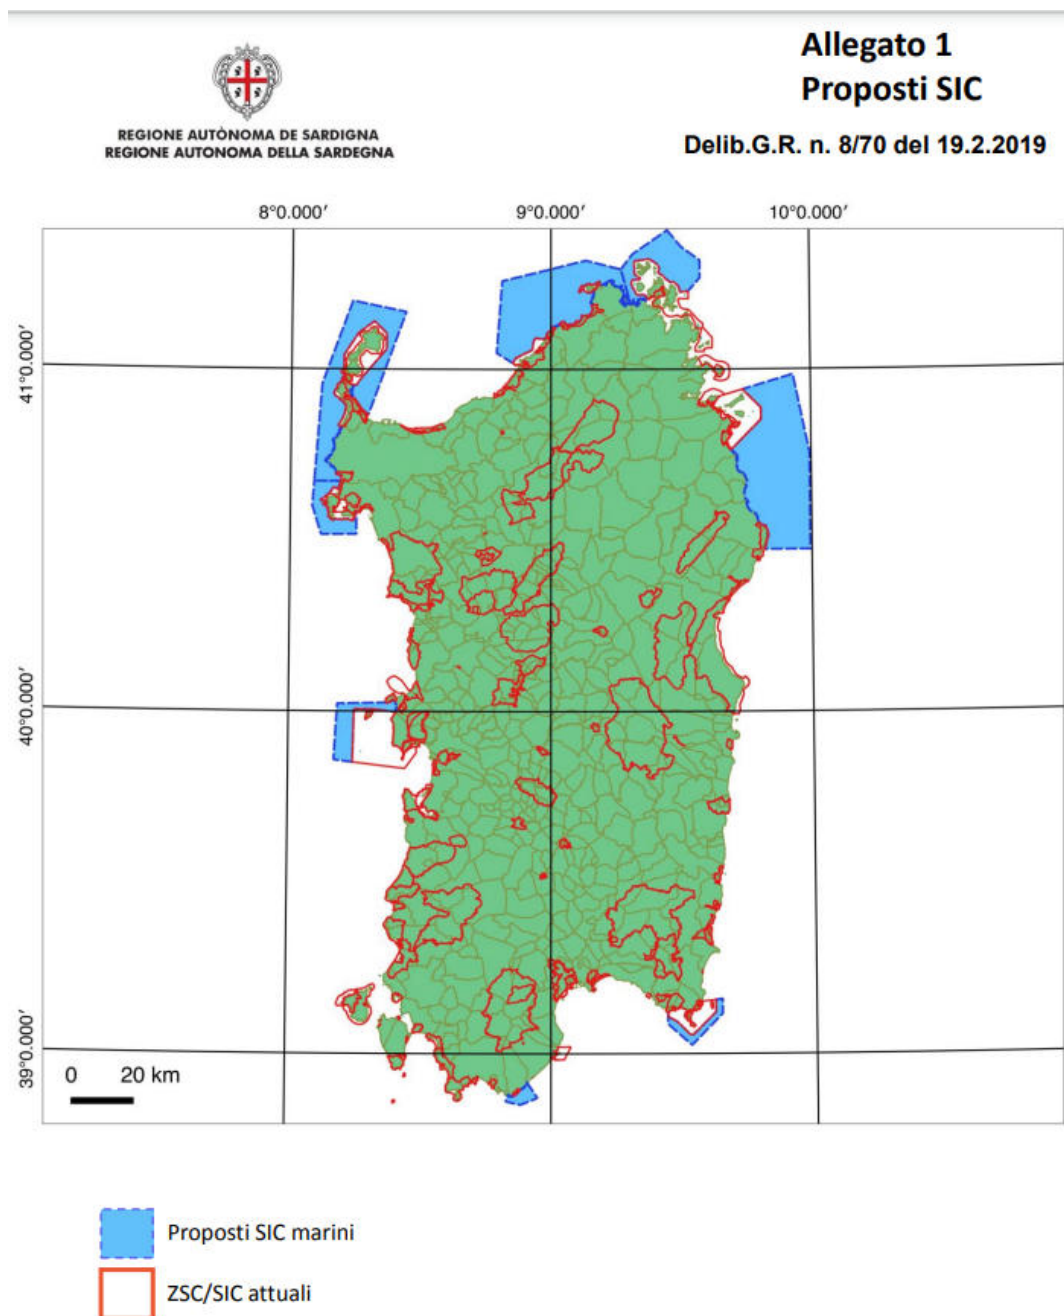 Allegato 1
Proposti SIC
REGIONE AUTÒNOMA DE SARDIGNA
REGIONE AUTONOMA DELLA SARDEGNA
Delib.G.R. n. 8/70 del 19.2.2019
8°0.000′
9°0.000′
10°0.000′
41°0.000′
40°0.000′
39°0.000′
0 20 km
Proposti SIC marini
ZSC/SIC attuali